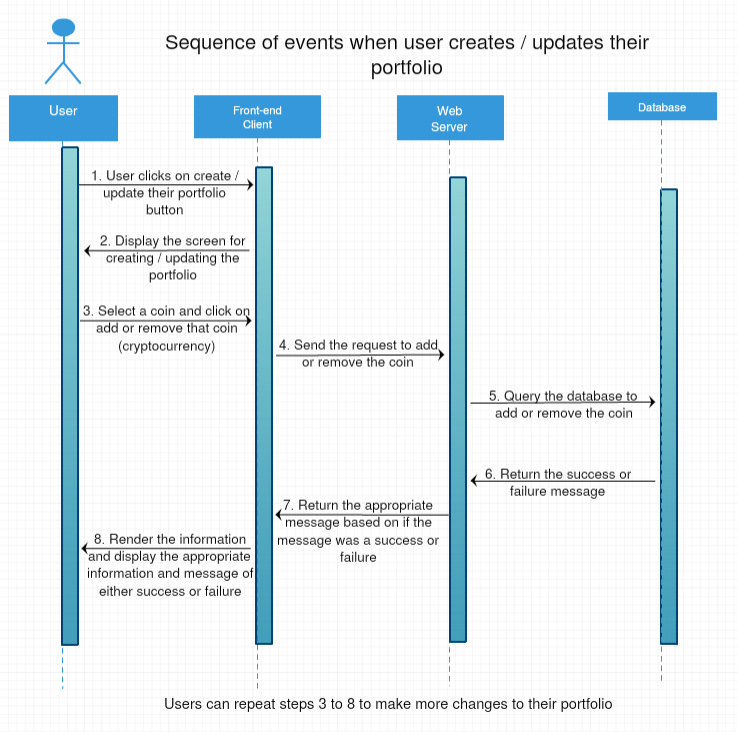 Sequence of events when user creates / updates their
portfolio
User
Front-end
Client
Web
Server
Database
1. User clicks on create /
update their portfolio
button
2. Display the screen for
creating / updating the
portfolio
3. Select a coin and click on
add or remove that coin
(cryptocurrency)
4. Send the request to add
or remove the coin
5. Query the database to
add or remove the coin
6. Return the success or
failure message
7. Return the appropriate
message based on if the
message was a success or
failure
8. Render the information
and display the appropriate
information and message of
either success or failure
Users can repeat steps 3 to 8 to make more changes to their portfolio